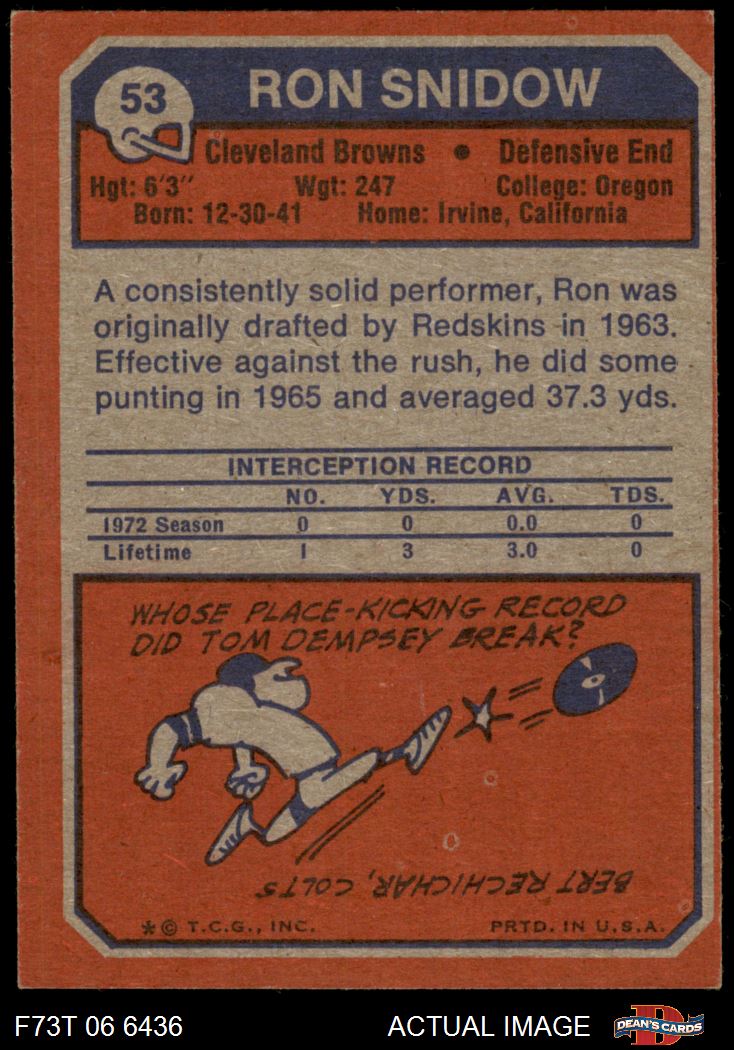 53
RON SNIDOW
Cleveland Browns • Defensive End
Hgt: 6'3" Wgt: 247 College: Oregon
Born: 12-30-41 Home: Irvine, California
A consistently solid performer, Ron was
originally drafted by Redskins in 1963.
Effective against the rush, he did some
punting in 1965 and averaged 37.3 yds.
INTERCEPTION RECORD
NO. YDS. AVG. TDS.
1972 Season 0 0 0.0 0
Lifetime 1 3 3.0 0
WHOSE PLACE-KICKING RECORD
DID TOM DEMPSEY BREAK?
BERT RECHICHAR, COLTS
*© T.C.G., INC. PRTD. IN U.S.A.
F73T 06 6436 ACTUAL IMAGE D DEAN'S CARDS